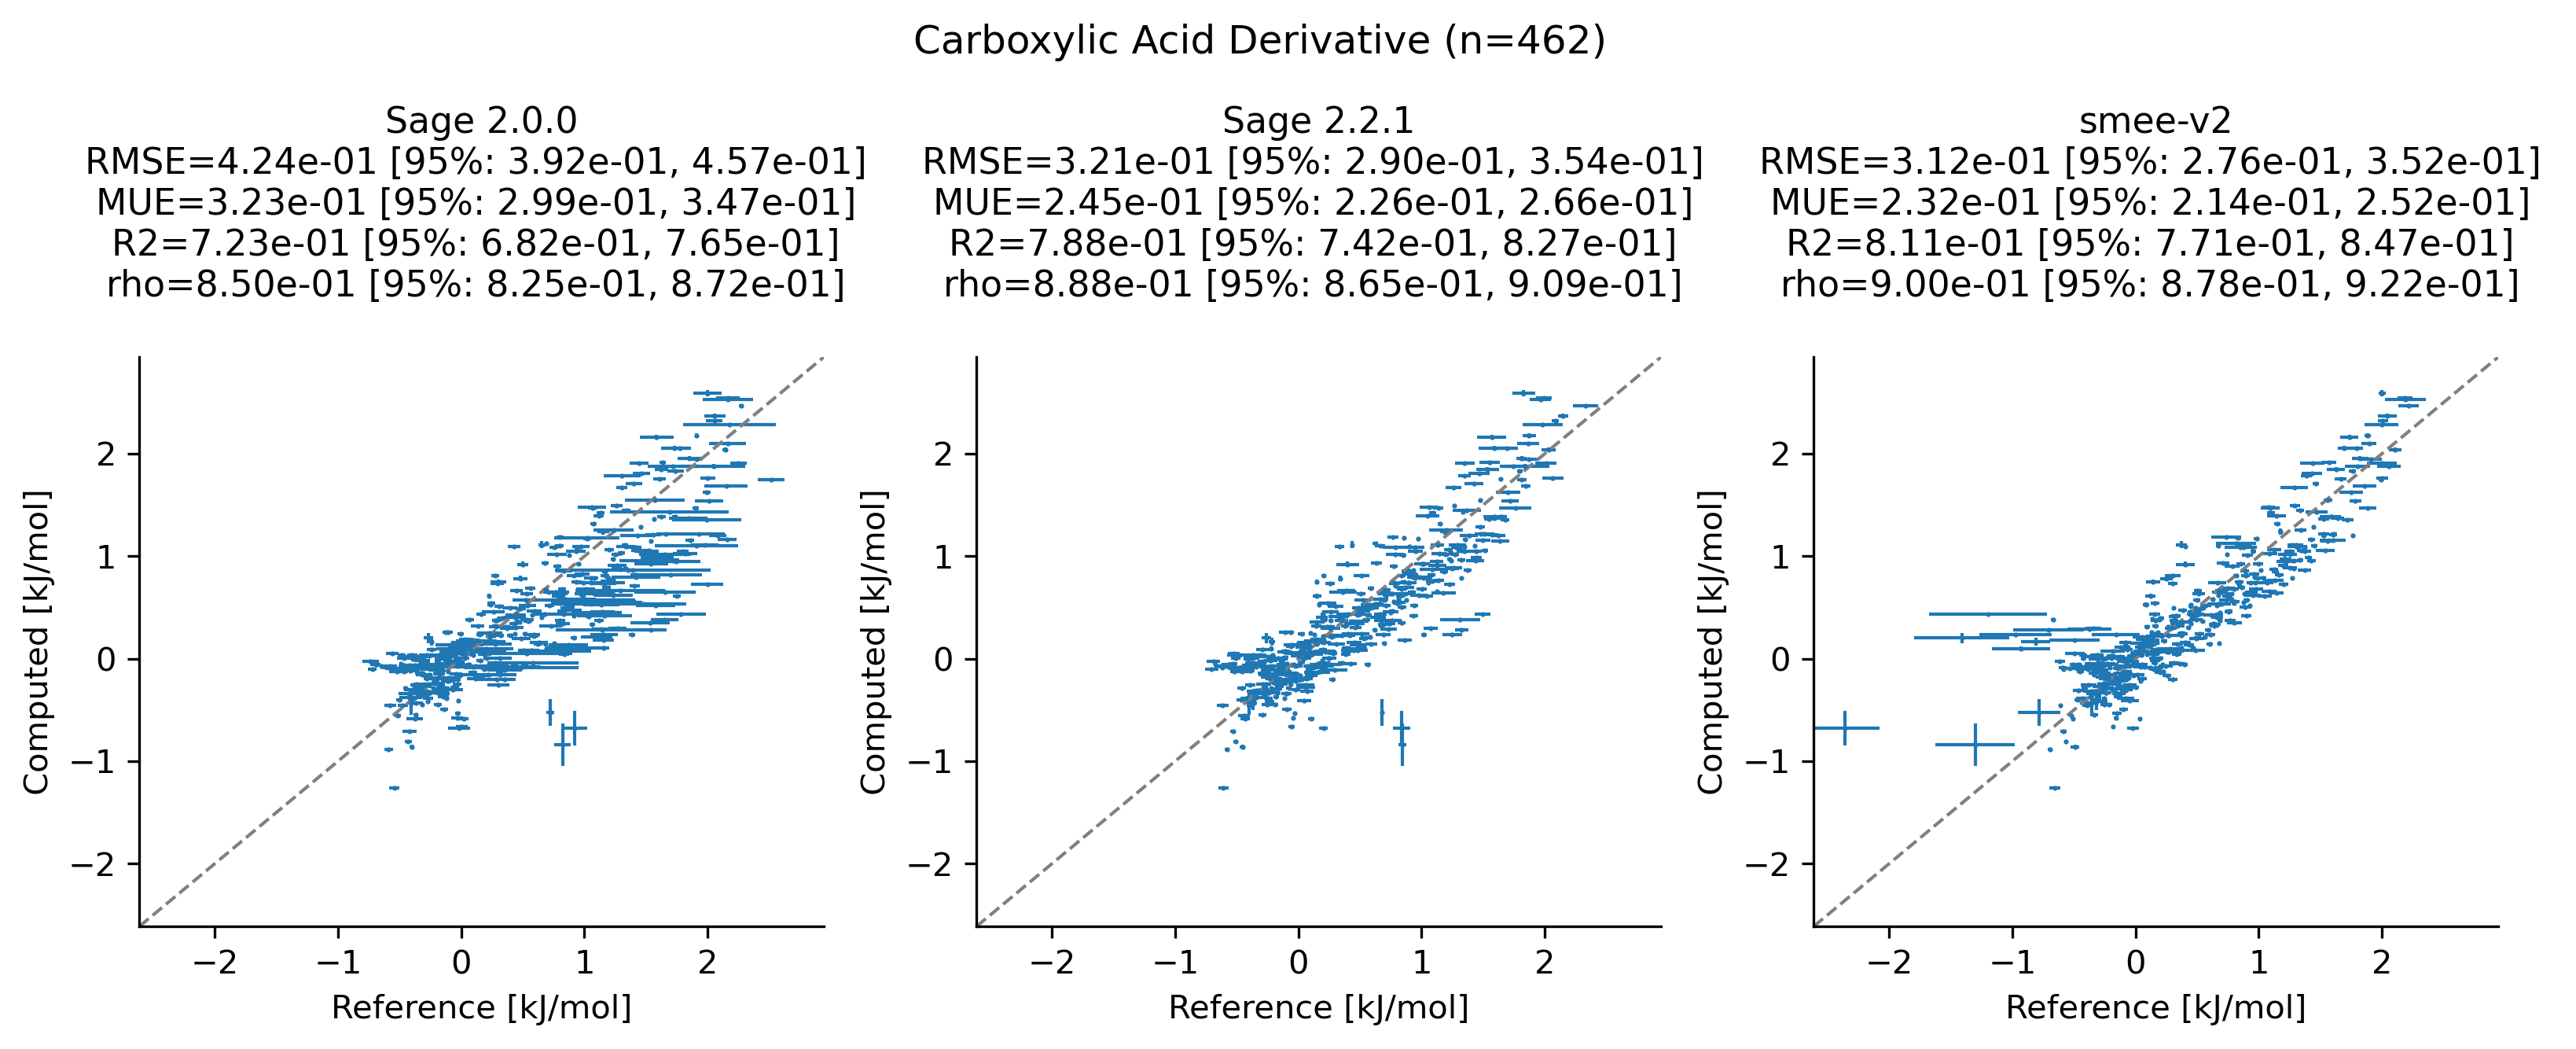 Carboxylic Acid Derivative (n=462)
Sage 2.0.0
RMSE=4.24e-01 [95%: 3.92e-01, 4.57e-01]
MUE=3.23e-01 [95%: 2.99e-01, 3.47e-01]
R2=7.23e-01 [95%: 6.82e-01, 7.65e-01]
rho=8.50e-01 [95%: 8.25e-01, 8.72e-01]
Computed [kJ/mol]
2
1
0
−1
−2
−2 −1 0 1 2
Reference [kJ/mol]
Sage 2.2.1
RMSE=3.21e-01 [95%: 2.90e-01, 3.54e-01]
MUE=2.45e-01 [95%: 2.26e-01, 2.66e-01]
R2=7.88e-01 [95%: 7.42e-01, 8.27e-01]
rho=8.88e-01 [95%: 8.65e-01, 9.09e-01]
Computed [kJ/mol]
2
1
0
−1
−2
−2 −1 0 1 2
Reference [kJ/mol]
smee-v2
RMSE=3.12e-01 [95%: 2.76e-01, 3.52e-01]
MUE=2.32e-01 [95%: 2.14e-01, 2.52e-01]
R2=8.11e-01 [95%: 7.71e-01, 8.47e-01]
rho=9.00e-01 [95%: 8.78e-01, 9.22e-01]
Computed [kJ/mol]
2
1
0
−1
−2
−2 −1 0 1 2
Reference [kJ/mol]